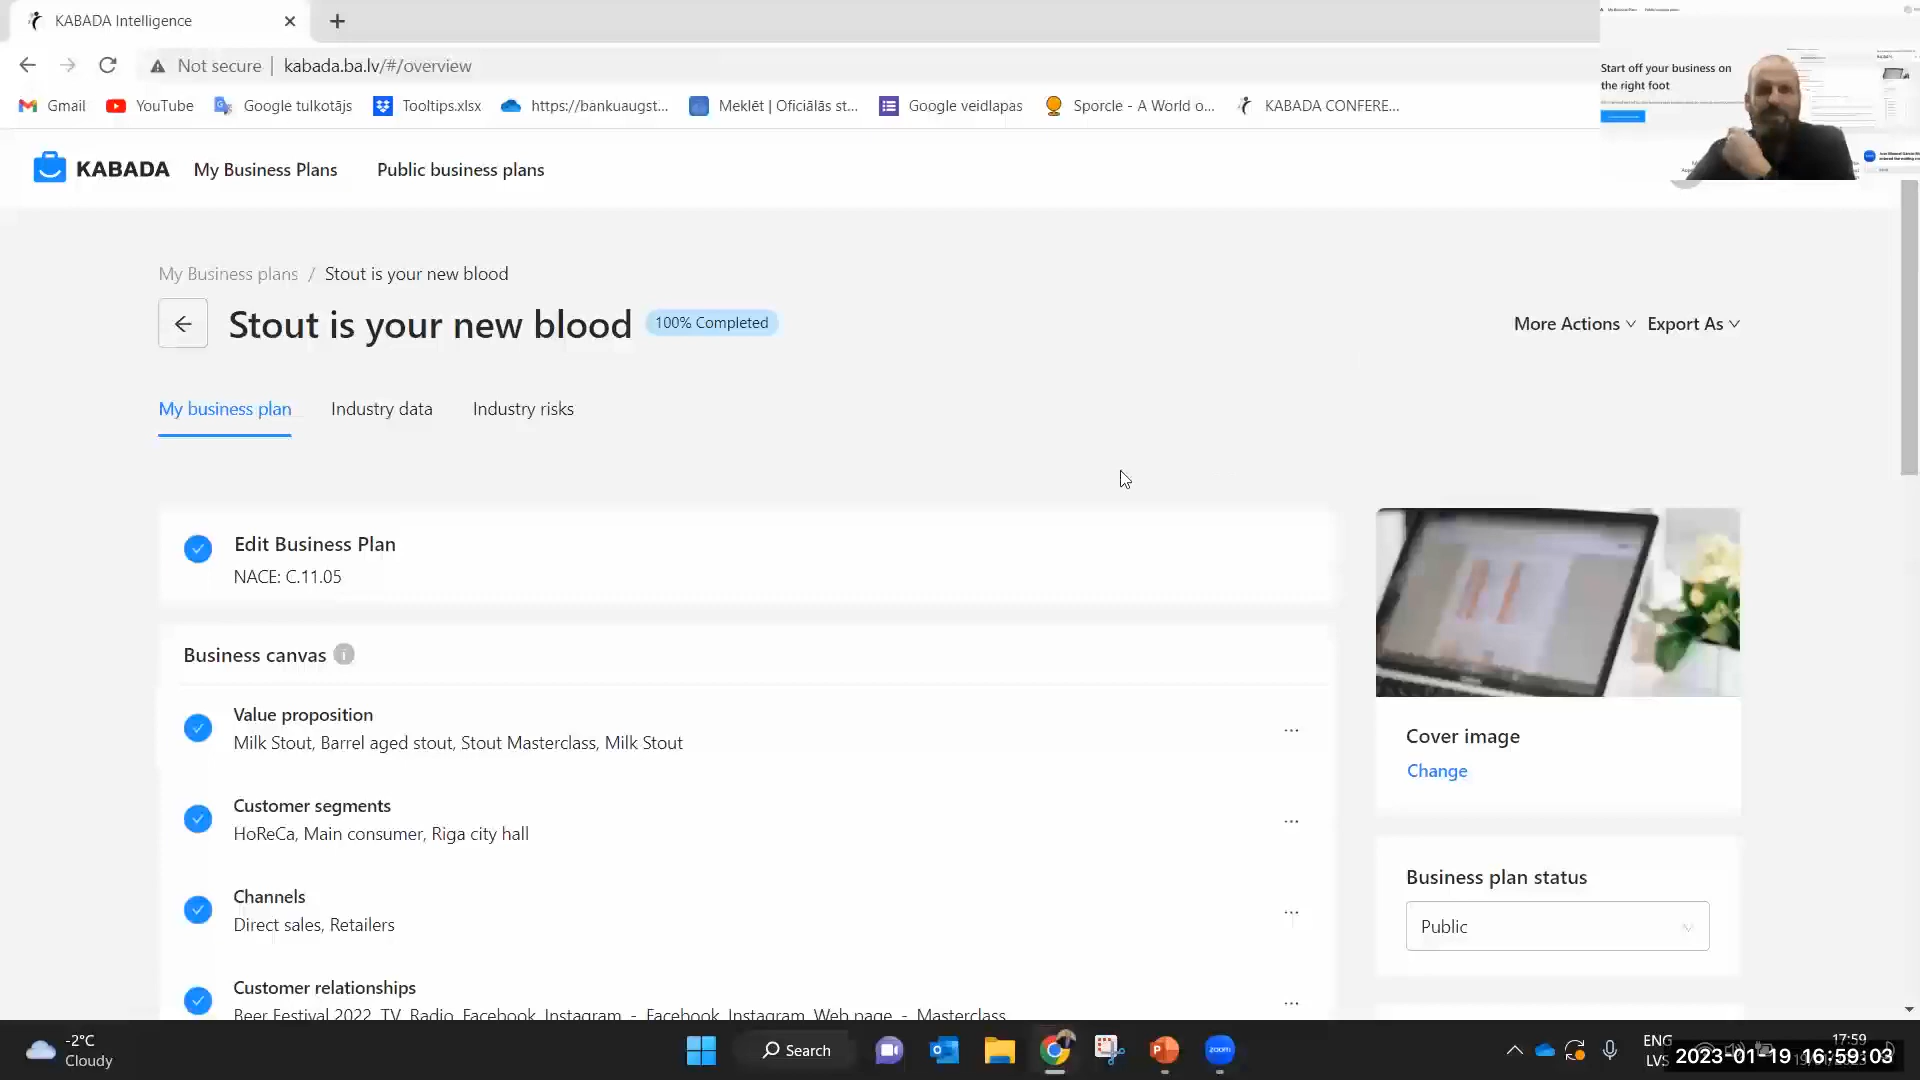 KABADA Intelligence
Not secure
kabada.ba.lv/#/overview
Gmail
YouTube
Google tulkotājs
Tooltips.xlsx
https://bankuaugst...
Meklēt | Oficiālās st...
Google veidlapas
Sporcle - A World o...
KABADA CONFERE...
Start off your business on
the right foot
KABADA
My Business Plans
Public business plans
My Business plans / Stout is your new blood
Stout is your new blood
100% Completed
More Actions
Export As
My business plan
Industry data
Industry risks
Edit Business Plan
NACE: C.11.05
Business canvas
Value proposition
Milk Stout, Barrel aged stout, Stout Masterclass, Milk Stout
Customer segments
HoReCa, Main consumer, Riga city hall
Channels
Direct sales, Retailers
Customer relationships
Beer Festival 2022, TV, Radio, Facebook, Instagram, - , Facebook, Instagram, Web page, - , Masterclass
Cover image
Change
Business plan status
Public
-2°C
Cloudy
Search
zoom
ENG
LVS
17:59
2023-01-19 16:59:03